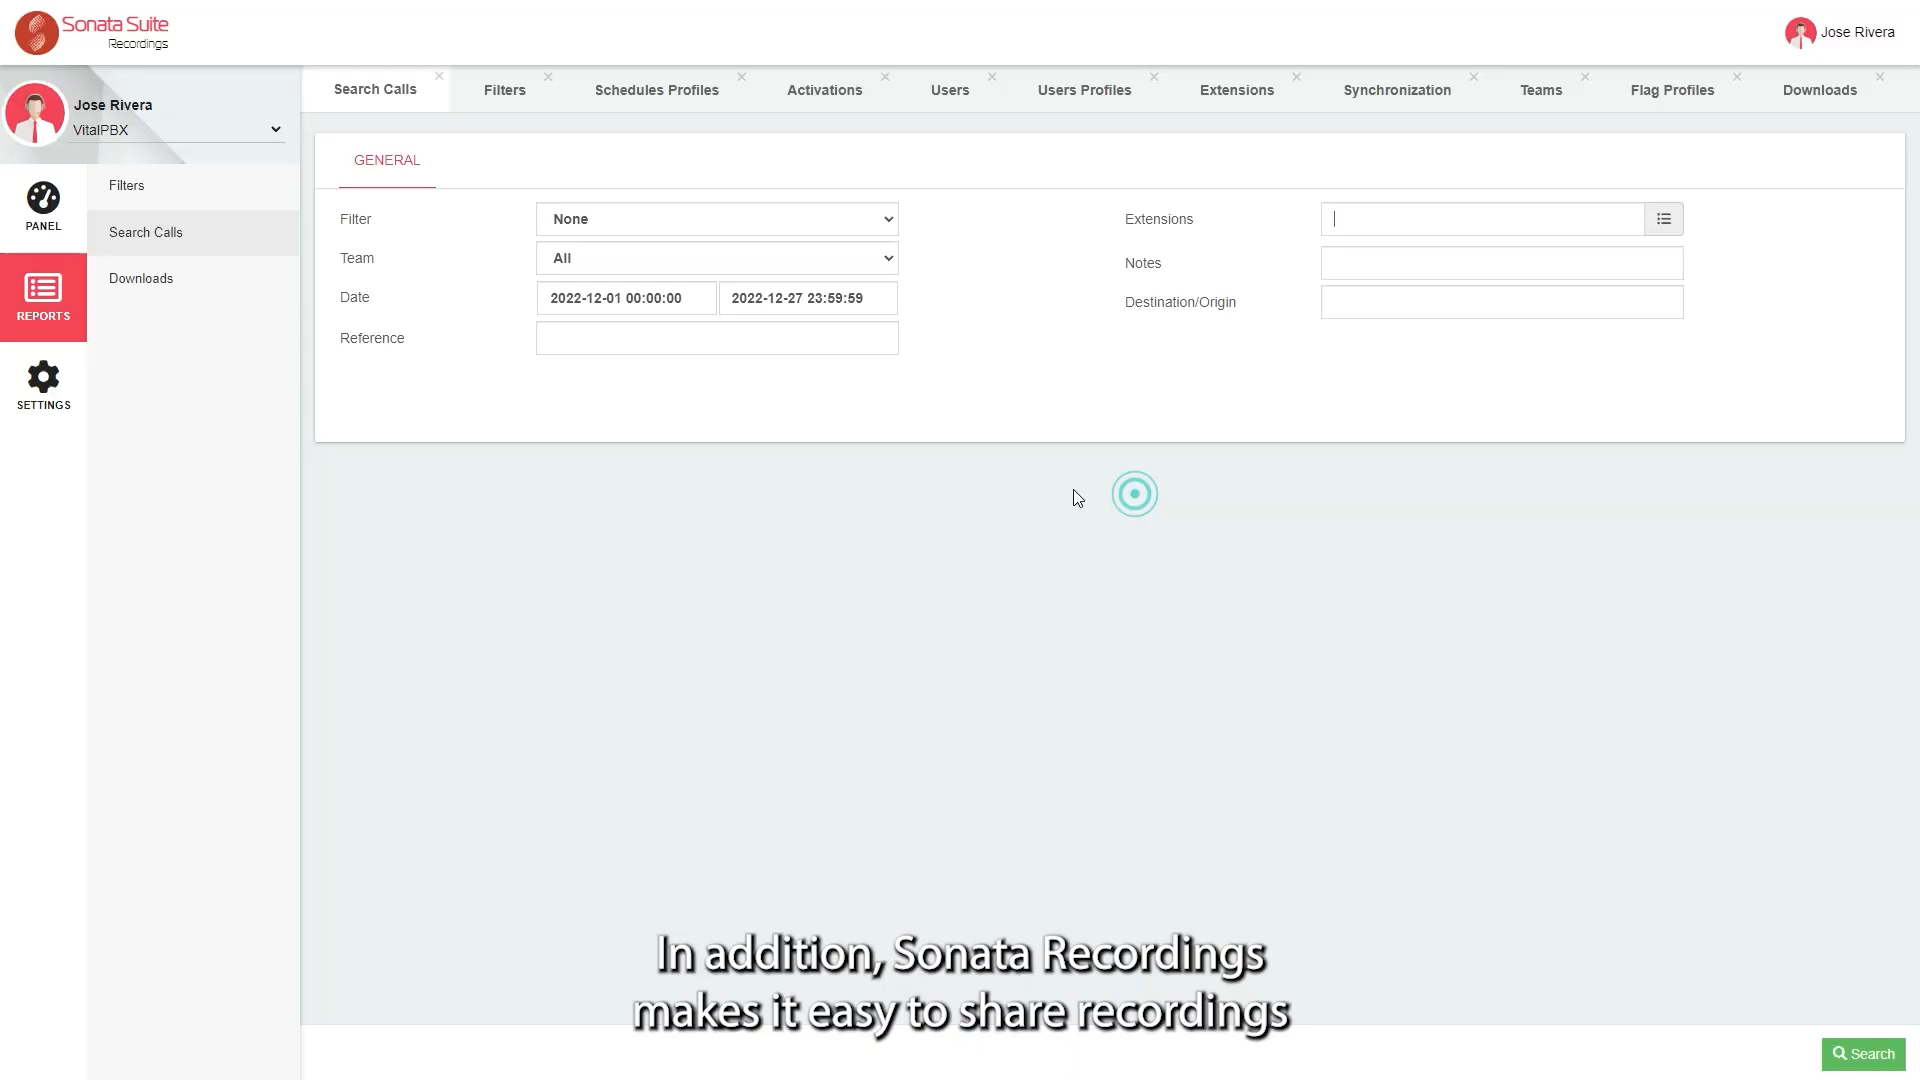 Sonata Suite
Recordings
Jose Rivera
Jose Rivera
VitalPBX
Search Calls
Filters
Schedules Profiles
Activations
Users
Users Profiles
Extensions
Synchronization
Teams
Flag Profiles
Downloads
PANEL
REPORTS
SETTINGS
Filters
Search Calls
Downloads
GENERAL
Filter
None
Team
All
Date
2022-12-01 00:00:00
2022-12-27 23:59:59
Reference
Extensions
Notes
Destination/Origin
In addition, Sonata Recordings
makes it easy to share recordings
Search